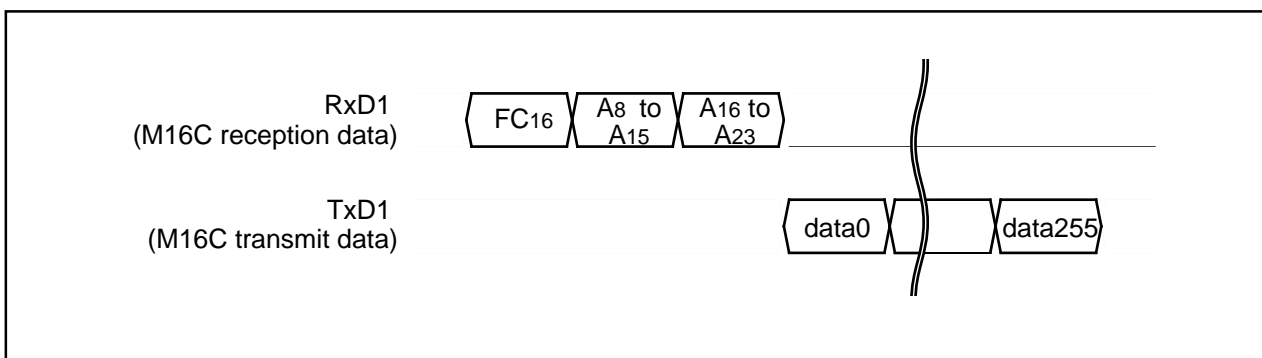 RxD1
(M16C reception data)
FC16
A8 to
A15
A16 to
A23
TxD1
(M16C transmit data)
data0
data255